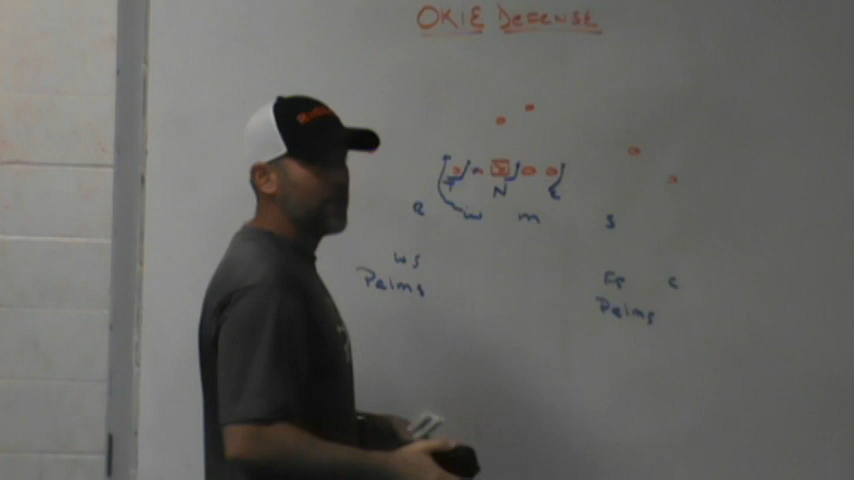 OKIE DEFENSE
T N E
R W M S
WS
FS C
Palms
Palms